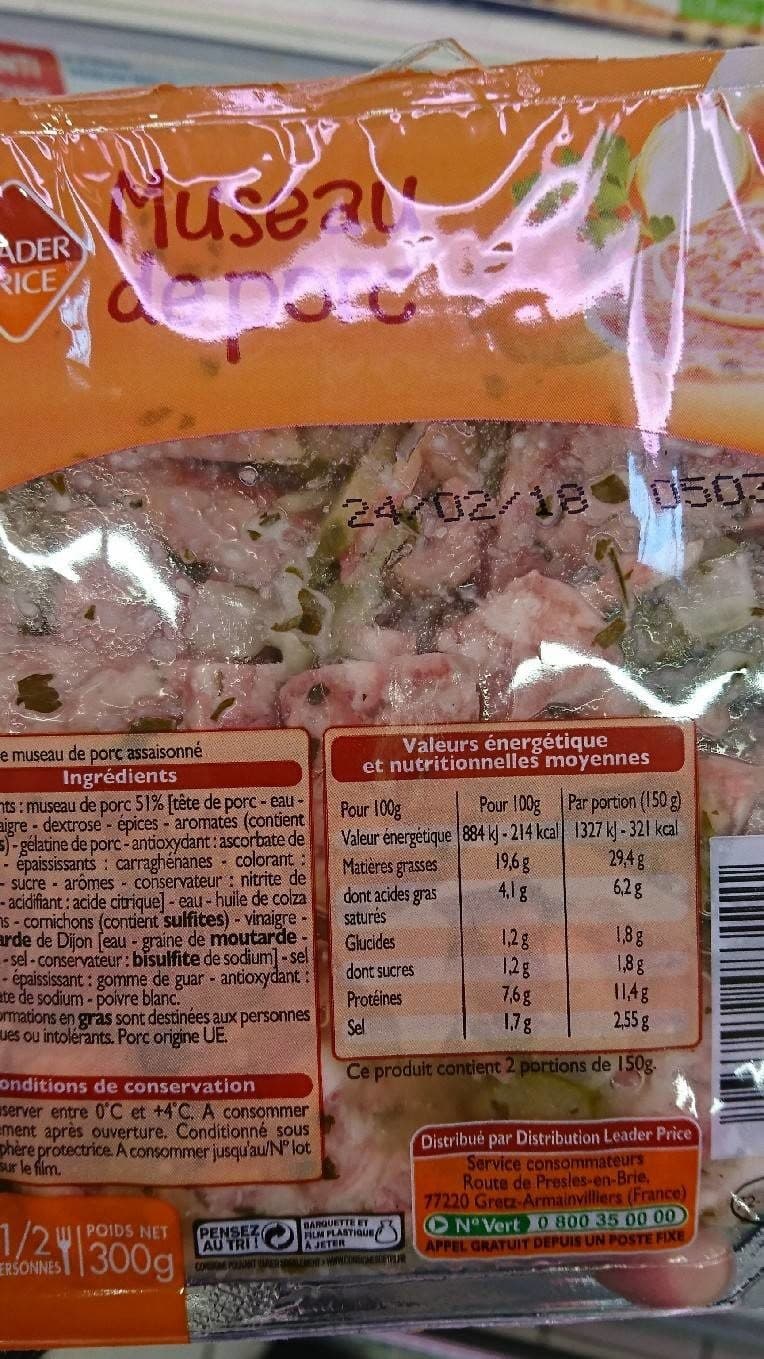 Museau
de porc
ADER
RICE
24/02/18 0503
e museau de porc assaisonné
Ingrédients
nts : museau de porc 51% [tête de porc - eau -
aigre - dextrose - épices - aromates (contient
s) - gélatine de porc - antioxydant : ascorbate de
- épaississants : carraghénanes - colorant :
- sucre - arômes - conservateur : nitrite de
- acidifiant : acide citrique] - eau - huile de colza
ns - cornichons (contient sulfites) - vinaigre -
arde de Dijon [eau - graine de moutarde -
- sel - conservateur : bisulfite de sodium] - sel
- épaississant : gomme de guar - antioxydant :
ate de sodium - poivre blanc.
ormations en gras sont destinées aux personnes
ues ou intolérants. Porc origine UE.
onditions de conservation
server entre 0°C et +4°C. A consommer
ement après ouverture. Conditionné sous
phère protectrice. A consommer jusqu'au/N° lot
sur le film.
1/2
ERSONNES
POIDS NET
300g
Valeurs énergétique
et nutritionnelles moyennes
Pour 100g Pour 100g Par portion (150 g)
Valeur énergétique 884 kJ - 214 kcal 1327 kJ - 321 kcal
Matières grasses 19,6 g 29,4 g
dont acides gras 4,1 g 6,2 g
saturés
Glucides 1,2 g 1,8 g
dont sucres 1,2 g 1,8 g
Protéines 7,6 g 11,4 g
Sel 1,7 g 2,55 g
Ce produit contient 2 portions de 150g.
PENSEZ
AU TRI !
BARQUETTE ET
FILM PLASTIQUE
À JETER
Distribué par Distribution Leader Price
Service consommateurs
Route de Presles-en-Brie,
77220 Gretz-Armainvilliers (France)
N° Vert 0 800 35 00 00
APPEL GRATUIT DEPUIS UN POSTE FIXE